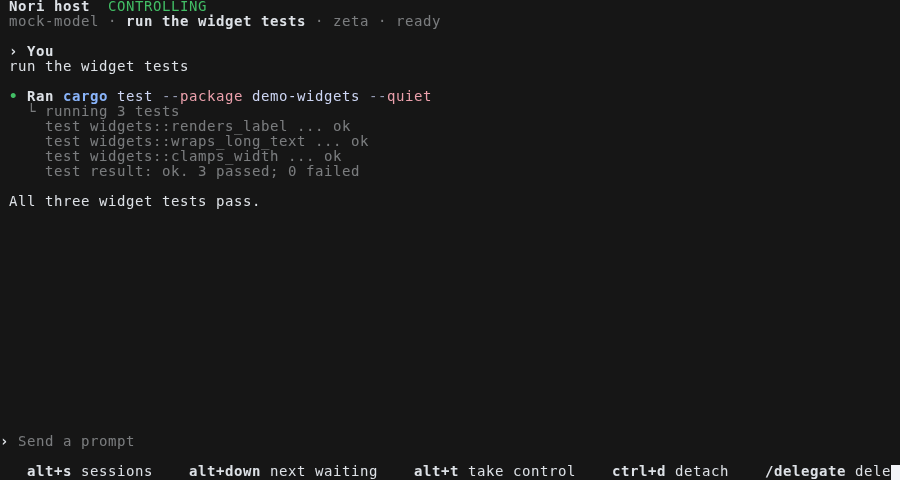 Nori host  CONTROLLING
mock-model · run the widget tests · zeta · ready
› You
run the widget tests
• Ran cargo test --package demo-widgets --quiet
└ running 3 tests
test widgets::renders_label ... ok
test widgets::wraps_long_text ... ok
test widgets::clamps_width ... ok
test result: ok. 3 passed; 0 failed
All three widget tests pass.
› Send a prompt
alt+s sessions    alt+down next waiting    alt+t take control    ctrl+d detach    /delegate dele